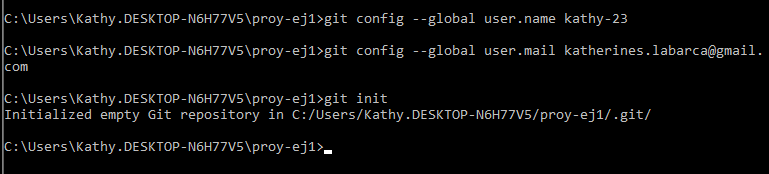 C:\Users\Kathy.DESKTOP-N6H77V5\proy-ej1>git config --global user.name kathy-23
C:\Users\Kathy.DESKTOP-N6H77V5\proy-ej1>git config --global user.mail katherines.labarca@gmail.
com
C:\Users\Kathy.DESKTOP-N6H77V5\proy-ej1>git init
Initialized empty Git repository in C:/Users/Kathy.DESKTOP-N6H77V5/proy-ej1/.git/
C:\Users\Kathy.DESKTOP-N6H77V5\proy-ej1>